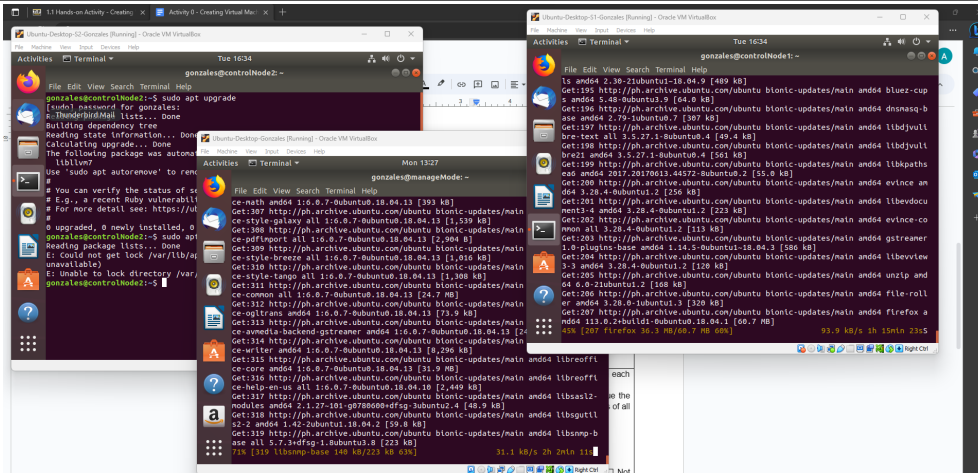 1.1 Hands-on Activity - Creating
Activity 0 - Creating Virtual Mach
Ubuntu-Desktop-S2-Gonzales [Running] - Oracle VM VirtualBox
File Machine View Input Devices Help
Activities Terminal Tue 16:34
gonzales@controlNode2: ~
File Edit View Search Terminal Help
gonzales@controlNode2:~$ sudo apt upgrade
[sudo] password for gonzales:
Thunderbird Mail lists... Done
Building dependency tree
Reading state information... Done
Calculating upgrade... Done
The following package was automat
libllvm7
Use 'sudo apt autoremove' to remo
#
# You can verify the status of se
# E.g., a recent Ruby vulnerabili
# For more detail see: https://ub
#
0 upgraded, 0 newly installed, 0
gonzales@controlNode2:~$ sudo apt
Reading package lists... Done
E: Could not get lock /var/lib/ap
unavailable)
E: Unable to lock directory /var/
gonzales@controlNode2:~$
Ubuntu-Desktop-Gonzales [Running] - Oracle VM VirtualBox
File Machine View Input Devices Help
Activities Terminal Mon 13:27
gonzales@manageMode: ~
File Edit View Search Terminal Help
ce-math amd64 1:6.0.7-0ubuntu0.18.04.13 [393 kB]
Get:307 http://ph.archive.ubuntu.com/ubuntu bionic-updates/main
ce-style-galaxy all 1:6.0.7-0ubuntu0.18.04.13 [1,539 kB]
Get:308 http://ph.archive.ubuntu.com/ubuntu bionic-updates/main
ce-pdfimport all 1:6.0.7-0ubuntu0.18.04.13 [2,904 B]
Get:309 http://ph.archive.ubuntu.com/ubuntu bionic-updates/main
ce-style-breeze all 1:6.0.7-0ubuntu0.18.04.13 [1,016 kB]
Get:310 http://ph.archive.ubuntu.com/ubuntu bionic-updates/main
ce-style-tango all 1:6.0.7-0ubuntu0.18.04.13 [1,308 kB]
Get:311 http://ph.archive.ubuntu.com/ubuntu bionic-updates/main
ce-common all 1:6.0.7-0ubuntu0.18.04.13 [24.7 MB]
Get:312 http://ph.archive.ubuntu.com/ubuntu bionic-updates/main
ce-ogltrans amd64 1:6.0.7-0ubuntu0.18.04.13 [73.9 kB]
Get:313 http://ph.archive.ubuntu.com/ubuntu bionic-updates/main
ce-avmedia-backend-gstreamer amd64 1:6.0.7-0ubuntu0.18.04.13 [24
Get:314 http://ph.archive.ubuntu.com/ubuntu bionic-updates/main
ce-writer amd64 1:6.0.7-0ubuntu0.18.04.13 [8,296 kB]
Get:315 http://ph.archive.ubuntu.com/ubuntu bionic-updates/main amd64 libreoffi
ce-core amd64 1:6.0.7-0ubuntu0.18.04.13 [31.9 MB]
Get:316 http://ph.archive.ubuntu.com/ubuntu bionic-updates/main amd64 libreoffi
ce-help-en-us all 1:6.0.7-0ubuntu0.18.04.10 [2,449 kB]
Get:317 http://ph.archive.ubuntu.com/ubuntu bionic-updates/main amd64 libsasl2-
modules amd64 2.1.27~101-g0780600+dfsg-3ubuntu2.4 [48.9 kB]
Get:318 http://ph.archive.ubuntu.com/ubuntu bionic-updates/main amd64 libsgutil
s2-2 amd64 1.42-2ubuntu1.18.04.2 [59.8 kB]
Get:319 http://ph.archive.ubuntu.com/ubuntu bionic-updates/main amd64 libsnmp-b
ase all 5.7.3+dfsg-1.8ubuntu3.8 [223 kB]
71% [319 libsnmp-base 140 kB/223 kB 63%] 31.1 kB/s 2h 2min 11s
Right Ctrl
Ubuntu-Desktop-S1-Gonzales [Running] - Oracle VM VirtualBox
File Machine View Input Devices Help
Activities Terminal Tue 16:34
gonzales@controlNode1: ~
File Edit View Search Terminal Help
ls amd64 2.30-21ubuntu1~18.04.9 [489 kB]
Get:195 http://ph.archive.ubuntu.com/ubuntu bionic-updates/main amd64 bluez-cup
s amd64 5.48-0ubuntu3.9 [64.0 kB]
Get:196 http://ph.archive.ubuntu.com/ubuntu bionic-updates/main amd64 dnsmasq-b
ase amd64 2.79-1ubuntu0.7 [307 kB]
Get:197 http://ph.archive.ubuntu.com/ubuntu bionic-updates/main amd64 libdjvuli
bre-text all 3.5.27.1-8ubuntu0.4 [49.4 kB]
Get:198 http://ph.archive.ubuntu.com/ubuntu bionic-updates/main amd64 libdjvuli
bre21 amd64 3.5.27.1-8ubuntu0.4 [561 kB]
Get:199 http://ph.archive.ubuntu.com/ubuntu bionic-updates/main amd64 libkpaths
ea6 amd64 2017.20170613.44572-8ubuntu0.2 [55.0 kB]
Get:200 http://ph.archive.ubuntu.com/ubuntu bionic-updates/main amd64 evince am
d64 3.28.4-0ubuntu1.2 [256 kB]
Get:201 http://ph.archive.ubuntu.com/ubuntu bionic-updates/main amd64 libevdocu
ment3-4 amd64 3.28.4-0ubuntu1.2 [223 kB]
Get:202 http://ph.archive.ubuntu.com/ubuntu bionic-updates/main amd64 evince-co
mmon all 3.28.4-0ubuntu1.2 [113 kB]
Get:203 http://ph.archive.ubuntu.com/ubuntu bionic-updates/main amd64 gstreamer
1.0-plugins-base amd64 1.14.5-0ubuntu1~18.04.3 [586 kB]
Get:204 http://ph.archive.ubuntu.com/ubuntu bionic-updates/main amd64 libevview
3-3 amd64 3.28.4-0ubuntu1.2 [120 kB]
Get:205 http://ph.archive.ubuntu.com/ubuntu bionic-updates/main amd64 unzip amd
64 6.0-21ubuntu1.2 [168 kB]
Get:206 http://ph.archive.ubuntu.com/ubuntu bionic-updates/main amd64 file-roll
er amd64 3.28.0-1ubuntu1.3 [320 kB]
Get:207 http://ph.archive.ubuntu.com/ubuntu bionic-updates/main amd64 firefox a
md64 113.0.2+build1-0ubuntu0.18.04.1 [60.7 MB]
45% [207 firefox 36.3 MB/60.7 MB 60%] 93.9 kB/s 1h 15min 23sS
Right Ctrl
each
the
of all
Not